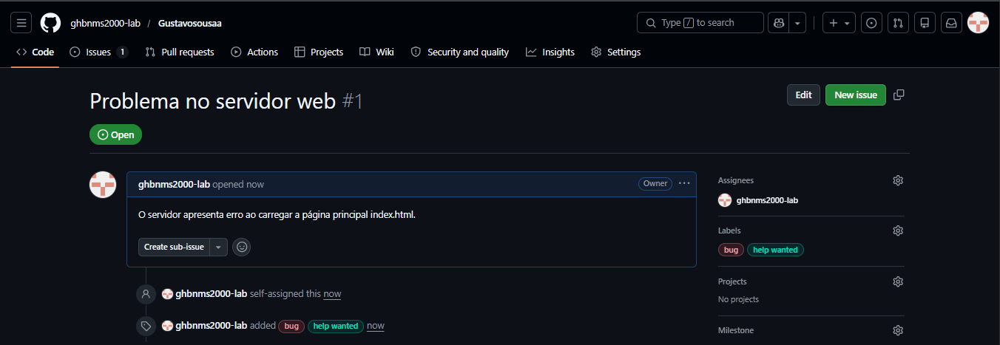 ghbnms2000-lab / Gustavosousaa
Type / to search
Code Issues 1 Pull requests Actions Projects Wiki Security and quality Insights Settings
Problema no servidor web #1
Edit New issue
Open
ghbnms2000-lab opened now Owner
O servidor apresenta erro ao carregar a página principal index.html.
Create sub-issue
ghbnms2000-lab self-assigned this now
ghbnms2000-lab added bug help wanted now
Assignees
ghbnms2000-lab
Labels
bug help wanted
Projects
No projects
Milestone